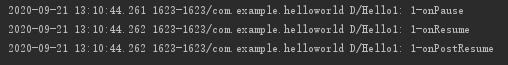 2020-09-21 13:10:44.261 1623-1623/com.example.helloworld D/Hello1: 1-onPause
2020-09-21 13:10:44.262 1623-1623/com.example.helloworld D/Hello1: 1-onResume
2020-09-21 13:10:44.262 1623-1623/com.example.helloworld D/Hello1: 1-onPostResume